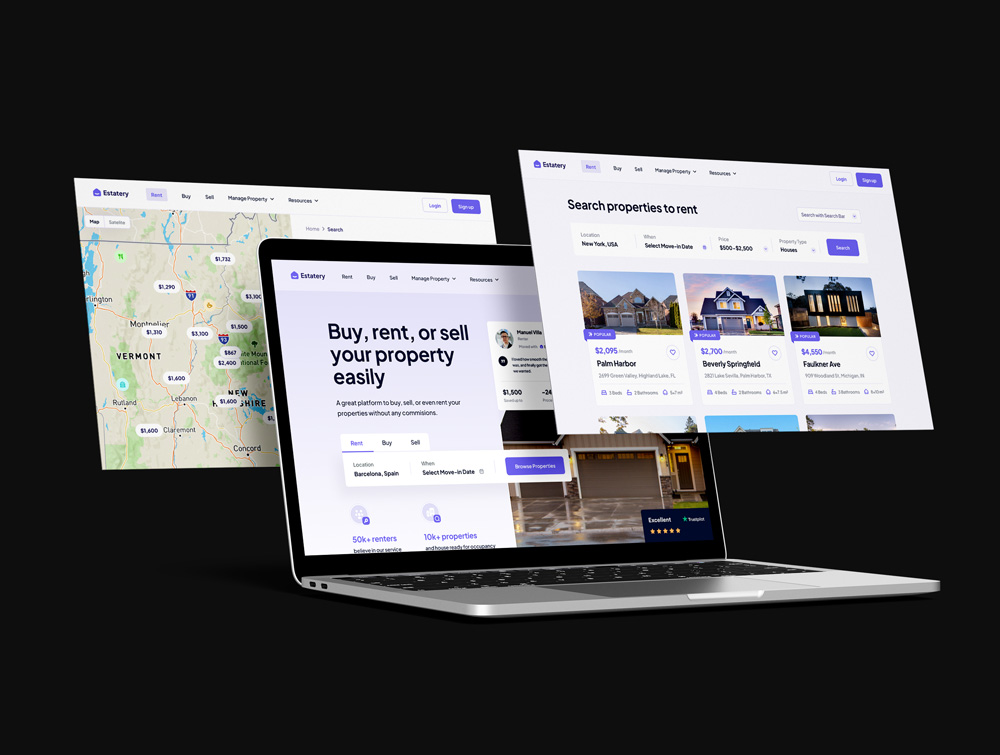 Estatery
Rent
Buy
Sell
Manage Property
Resources
Login
Sign up
Map
Satellite
Home > Search
$1,732
$1,290
$3,100
Montpelier
$1,310
$3,100
$1,500
$867
$2,400
VERMONT
$1,600
Rutland
Lebanon
NEW
$1,600
$1,600
Claremont
Concord
Estatery
Rent
Buy
Sell
Manage Property
Resources
Buy, rent, or sell
your property
easily
A great platform to buy, sell, or even rent your
properties without any commisions.
Rent
Buy
Sell
Location
Barcelona, Spain
When
Select Move-in Date
Browse Properties
50k+ renters
believe in our service
10k+ properties
and house ready for occupancy
Manuel Villa
Renter
$1,500
Excellent
Trustpilot
Estatery
Rent
Buy
Sell
Manage Property
Resources
Login
Sign up
Search properties to rent
Search with Search Bar
Location
New York, USA
When
Select Move-in Date
Price
$500–$2,500
Property Type
Houses
Search
POPULAR
$2,095 /month
Palm Harbor
2699 Green Valley, Highland Lake, FL
3 Beds
2 Bathrooms
5x7 m²
POPULAR
$2,700 /month
Beverly Springfield
2821 Lake Sevilla, Palm Harbor, TX
4 Beds
2 Bathrooms
6x7.5 m²
POPULAR
$4,550 /month
Faulkner Ave
909 Woodland St, Michigan, IN
4 Beds
3 Bathrooms
8x10 m²